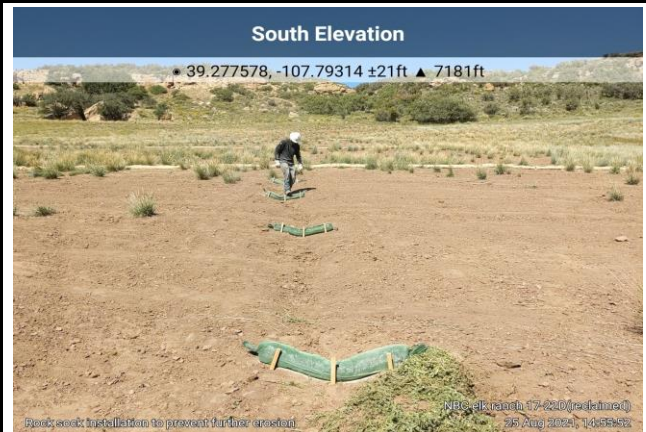 South Elevation
● 39.277578, -107.79314 ±21ft ▲ 7181ft
NBG elk ranch 17-22D(reclaimed)
Rock sock installation to prevent further erosion
25 Aug 2021, 14:55:52